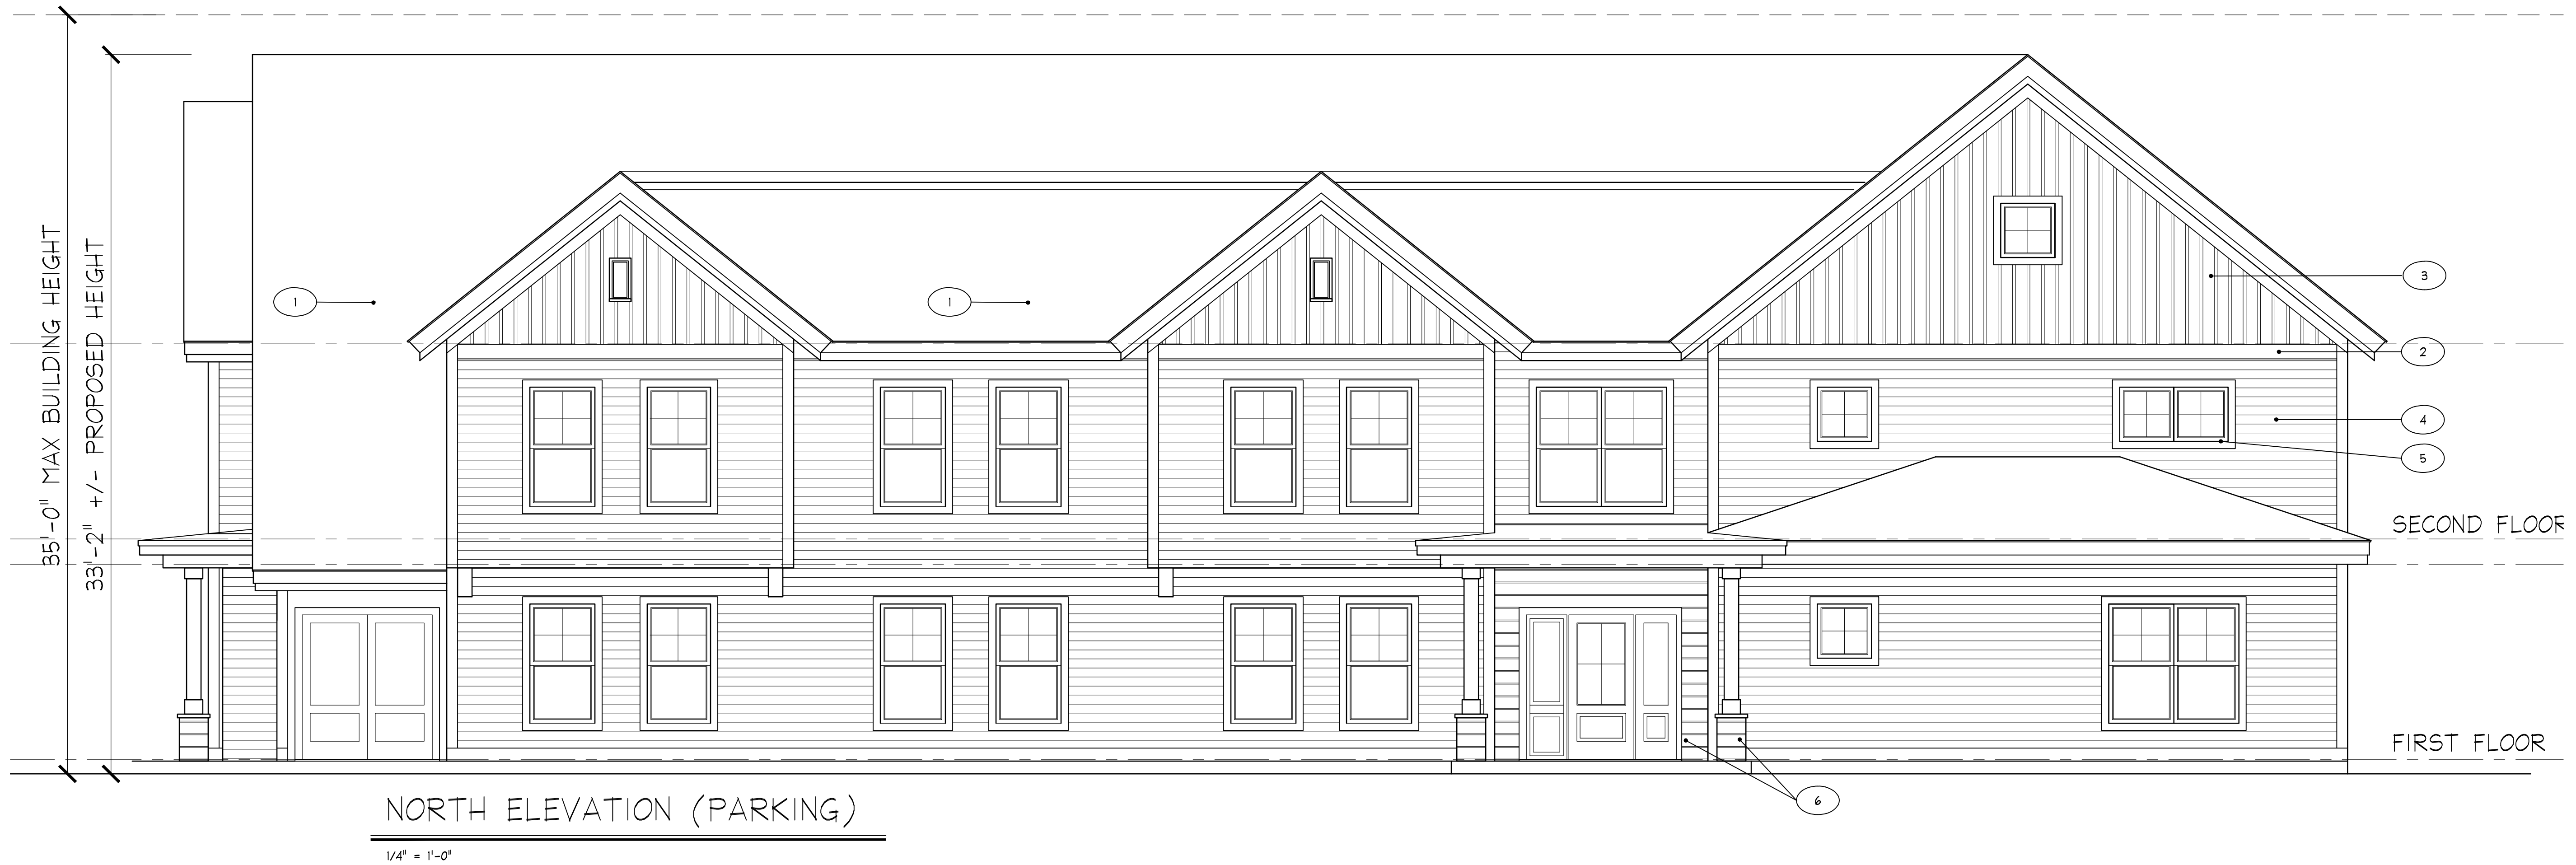 35'-0" MAX BUILDING HEIGHT
33'-2" +/- PROPOSED HEIGHT
1
1
3
2
4
5
SECOND FLOOR
FIRST FLOOR
6
NORTH ELEVATION (PARKING)
1/4" = 1'-0"